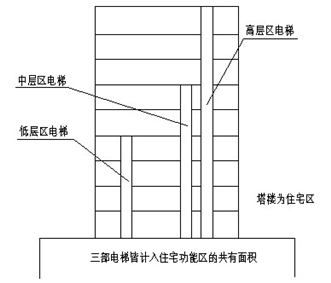 高层区电梯
中层区电梯
低层区电梯
塔楼为住宅区
三部电梯皆计入住宅功能区的共有面积